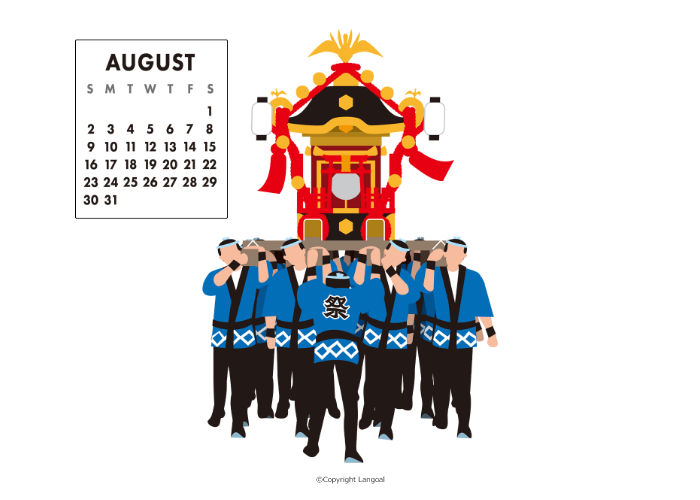 AUGUST
S M T W T F S
1
2 3 4 5 6 7 8
9 10 11 12 13 14 15
16 17 18 19 20 21 22
23 24 25 26 27 28 29
30 31
祭
©Copyright Langoal